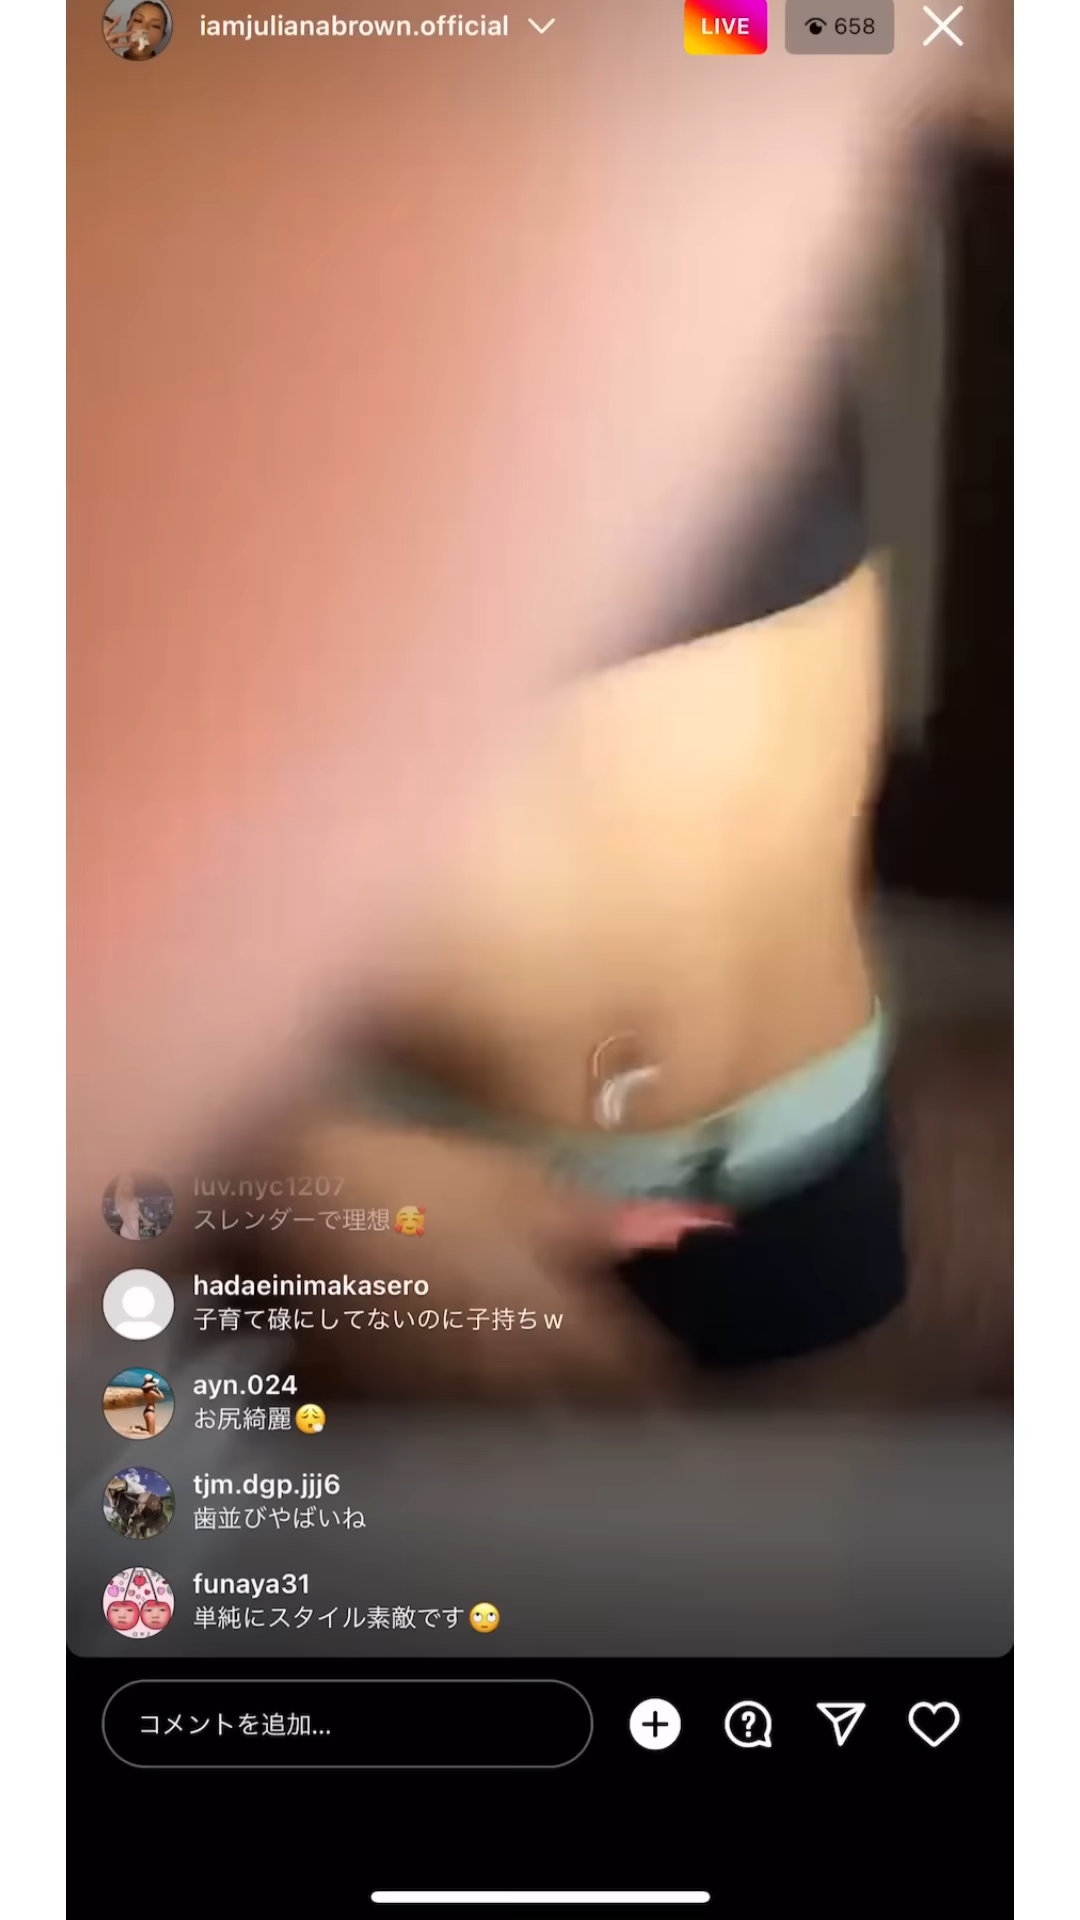 iamjulianabrown.official
LIVE
658
luv.nyc1207
スレンダーで理想🥰
hadaeinimakasero
子育て碌にしてないのに子持ちw
ayn.024
お尻綺麗😮‍💨
tjm.dgp.jjj6
歯並びやばいね
funaya31
単純にスタイル素敵です🙄
コメントを追加...